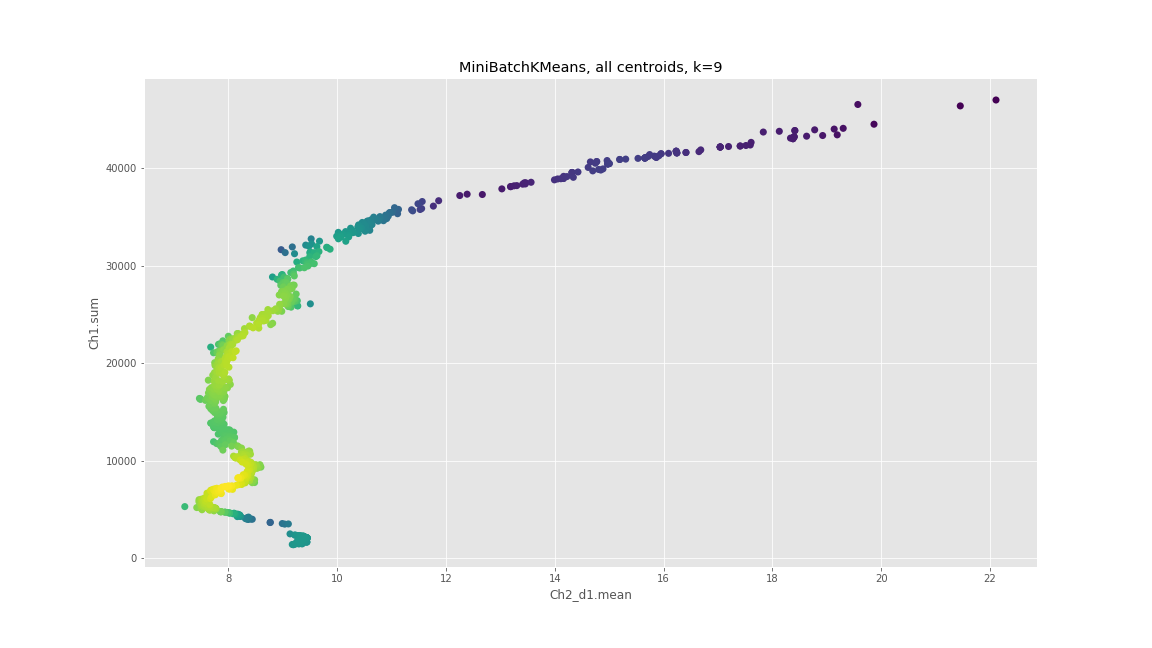 MiniBatchKMeans, all centroids, k=9
Ch1.sum
40000
30000
20000
10000
0
8 10 12 14 16 18 20 22
Ch2_d1.mean